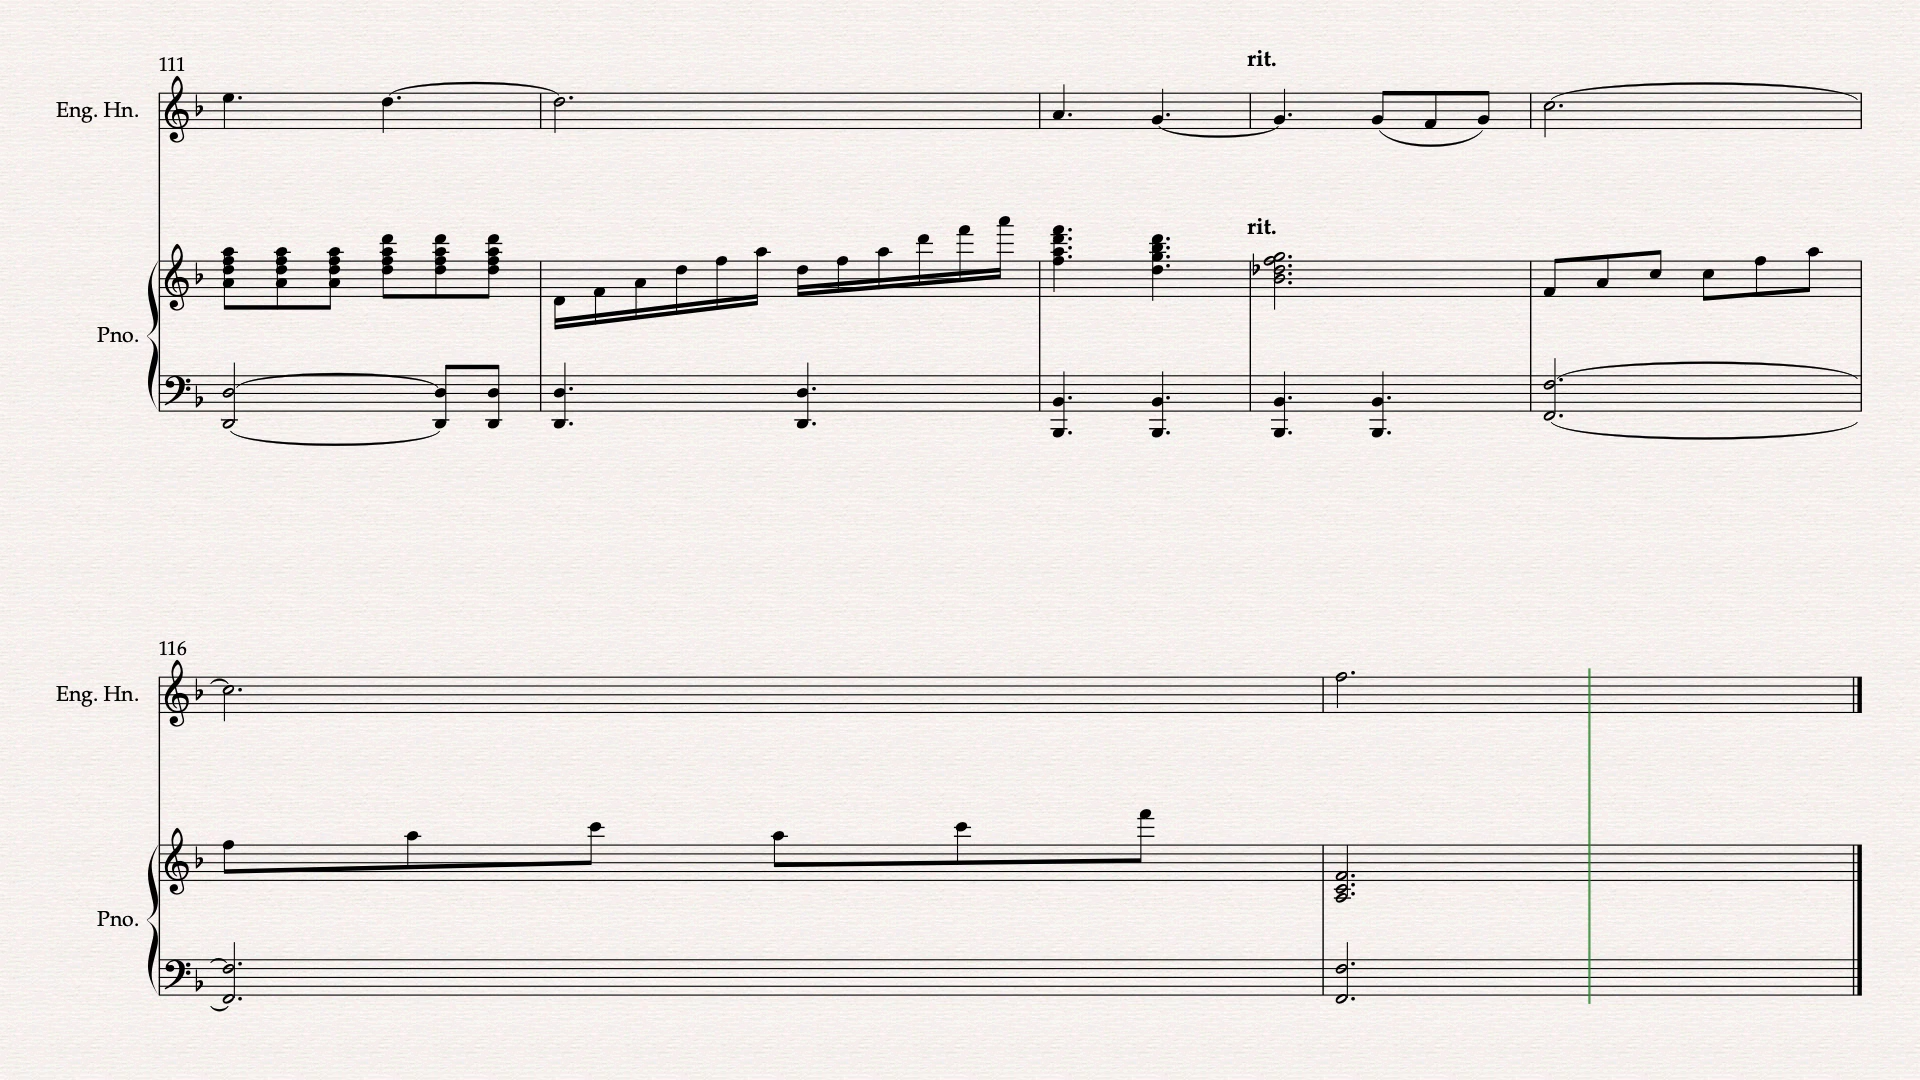 111
rit.
Eng. Hn.
rit.
Pno.
116
Eng. Hn.
Pno.